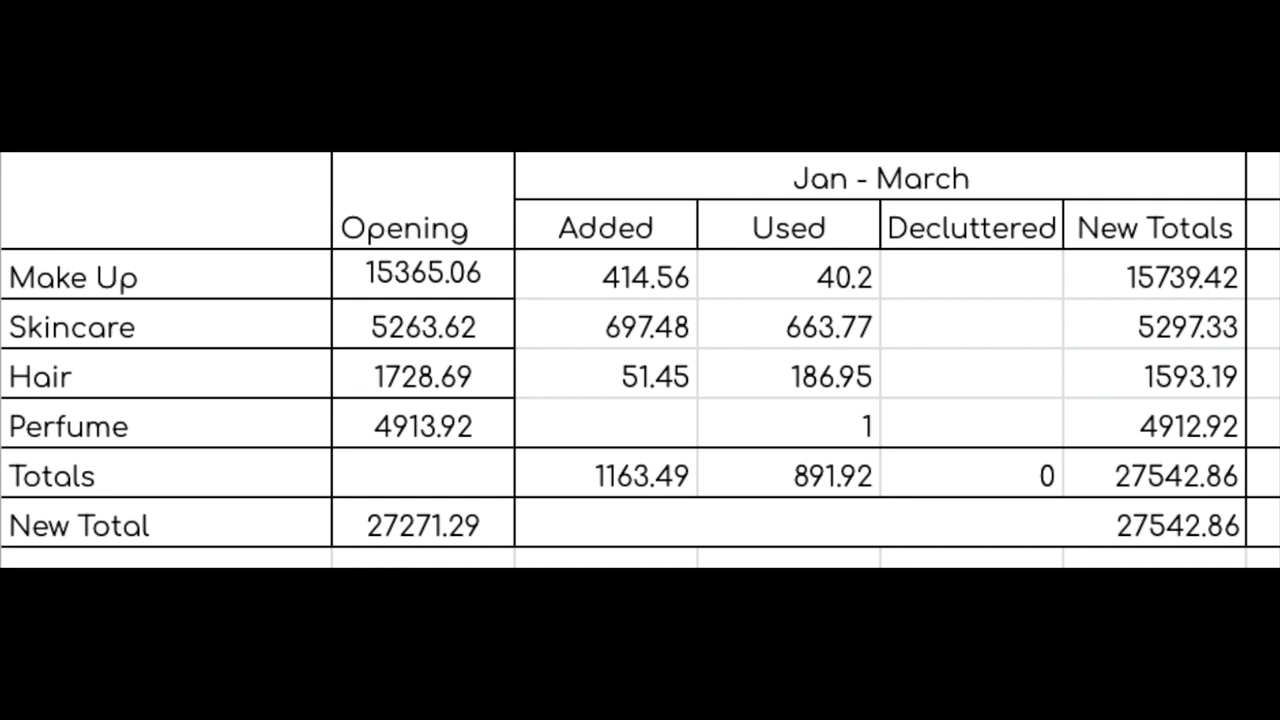 Jan - March
Opening Added Used Decluttered New Totals
Make Up 15365.06 414.56 40.2 15739.42
Skincare 5263.62 697.48 663.77 5297.33
Hair 1728.69 51.45 186.95 1593.19
Perfume 4913.92 1 4912.92
Totals 1163.49 891.92 0 27542.86
New Total 27271.29 27542.86